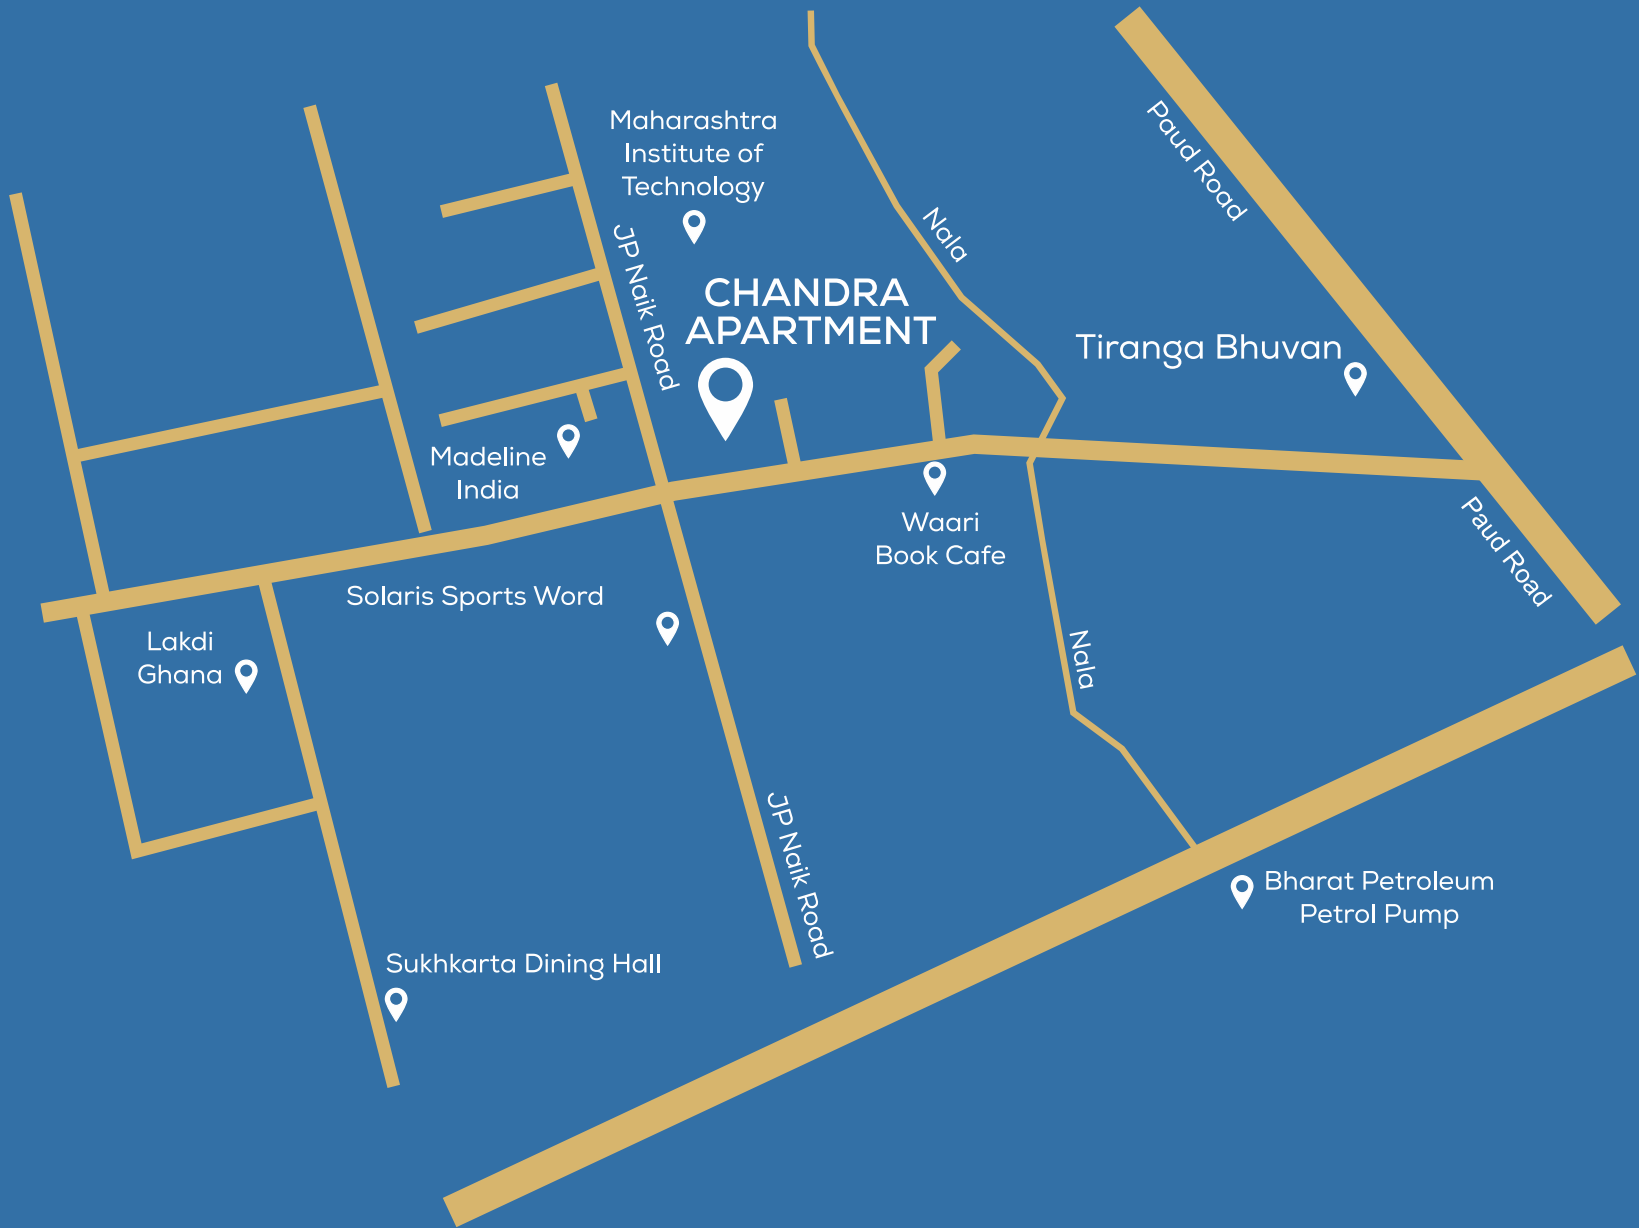 Maharashtra
Institute of
Technology
Paud Road
Nala
JP Naik Road
CHANDRA
APARTMENT
Tiranga Bhuvan
Madeline
India
Waari
Book Cafe
Paud Road
Solaris Sports Word
Lakdi
Ghana
Nala
JP Naik Road
Bharat Petroleum
Petrol Pump
Sukhkarta Dining Hall